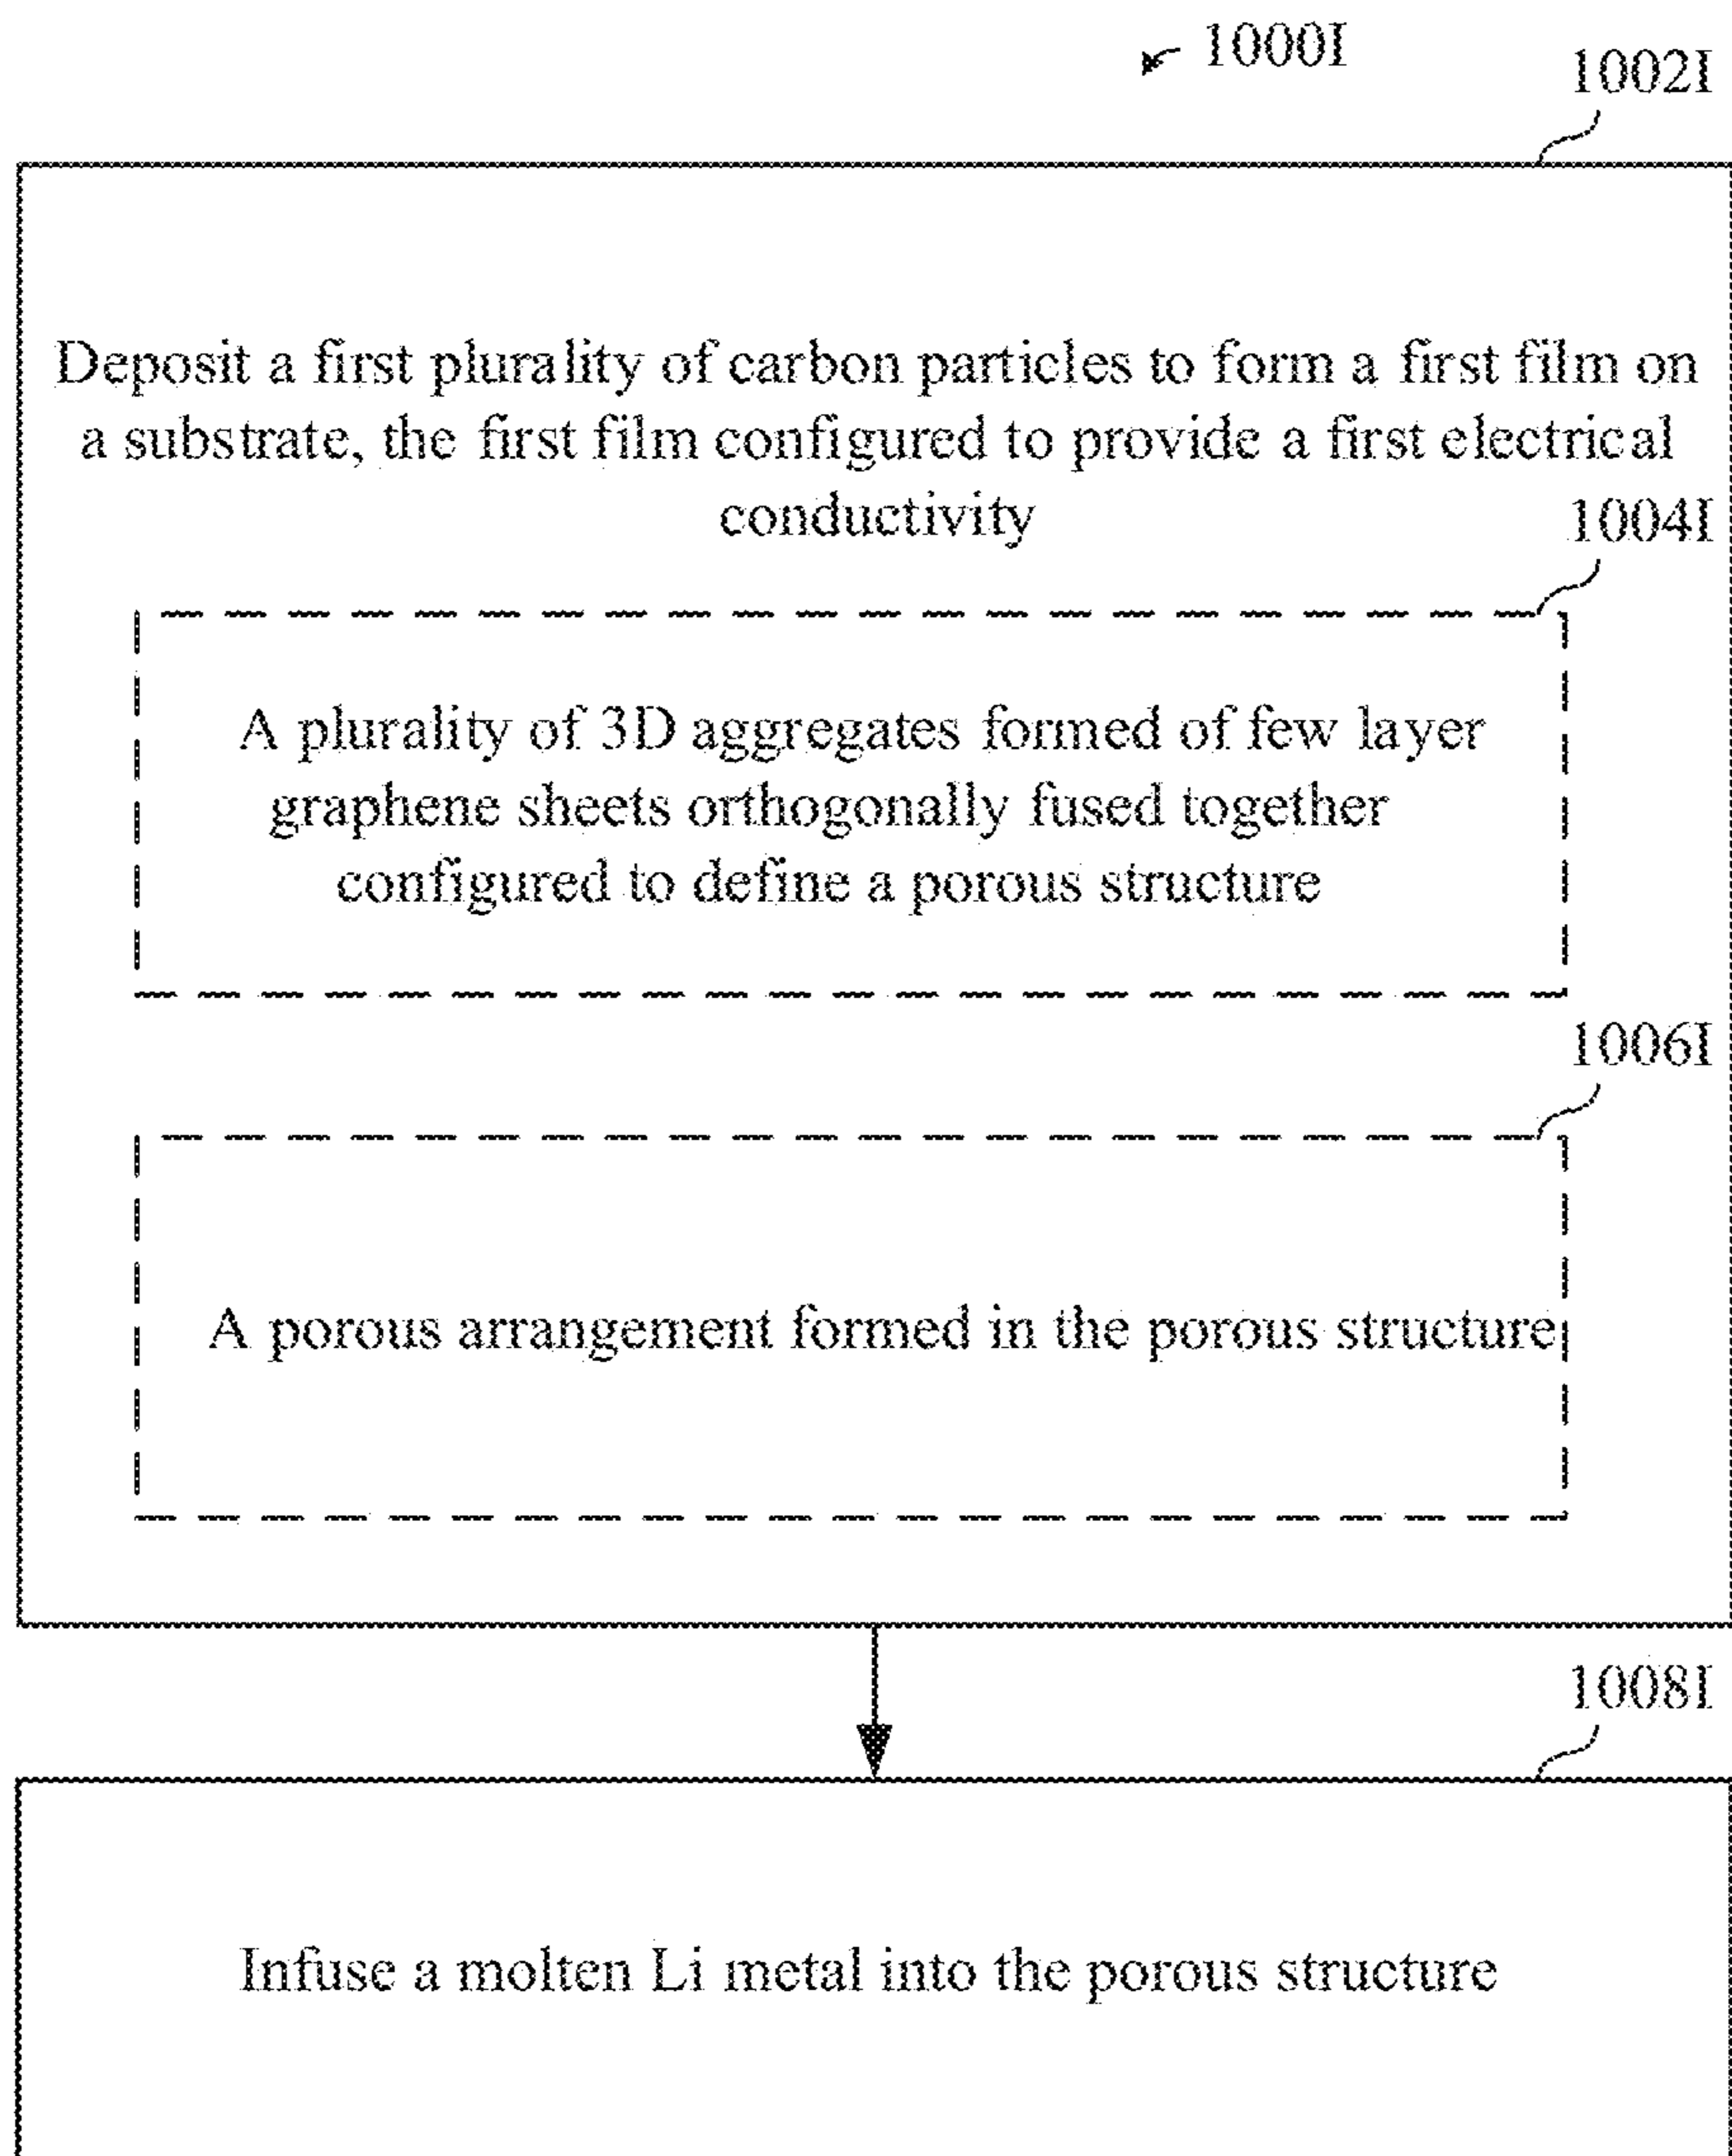 1000I
1002I
Deposit a first plurality of carbon particles to form a first film on
a substrate, the first film configured to provide a first electrical
conductivity
1004I
A plurality of 3D aggregates formed of few layer
graphene sheets orthogonally fused together
configured to define a porous structure
1006I
A porous arrangement formed in the porous structure
1008I
Infuse a molten Li metal into the porous structure